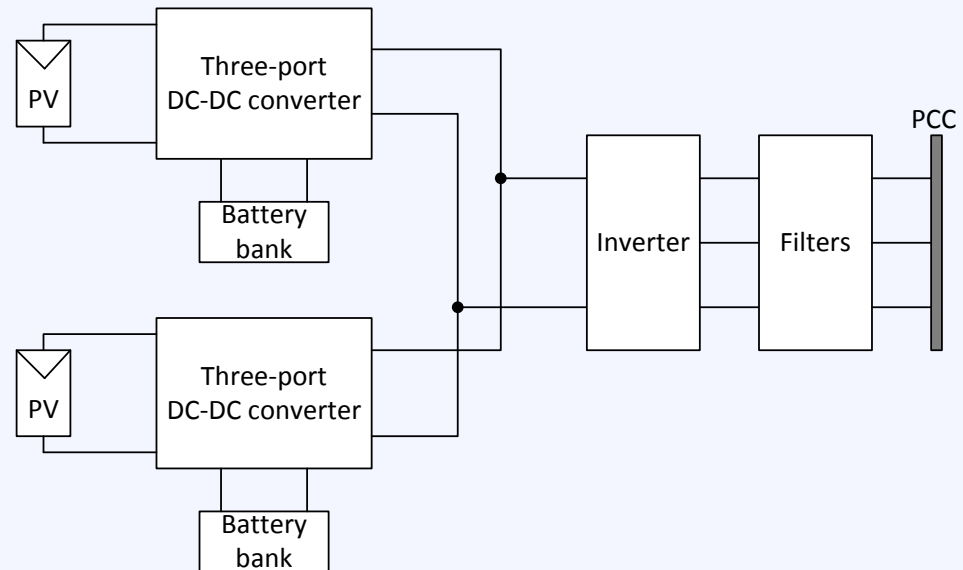 PV
Three-port
DC-DC converter
Battery
bank
PCC
Inverter
Filters
PV
Three-port
DC-DC converter
Battery
bank